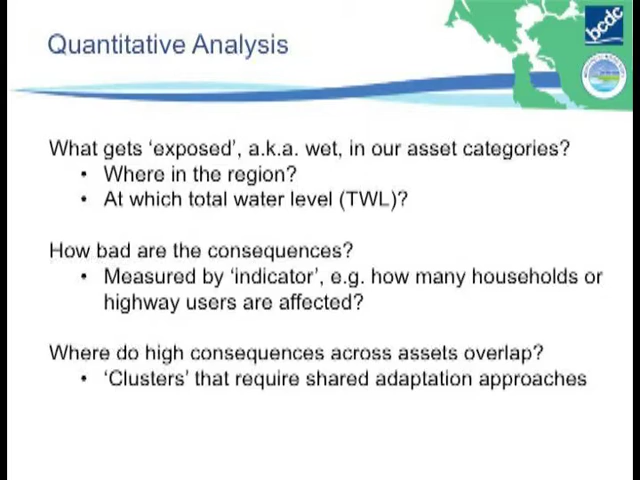 Quantitative Analysis
bcdc
What gets ‘exposed’, a.k.a. wet, in our asset categories?
• Where in the region?
• At which total water level (TWL)?
How bad are the consequences?
• Measured by ‘indicator’, e.g. how many households or
highway users are affected?
Where do high consequences across assets overlap?
• ‘Clusters’ that require shared adaptation approaches